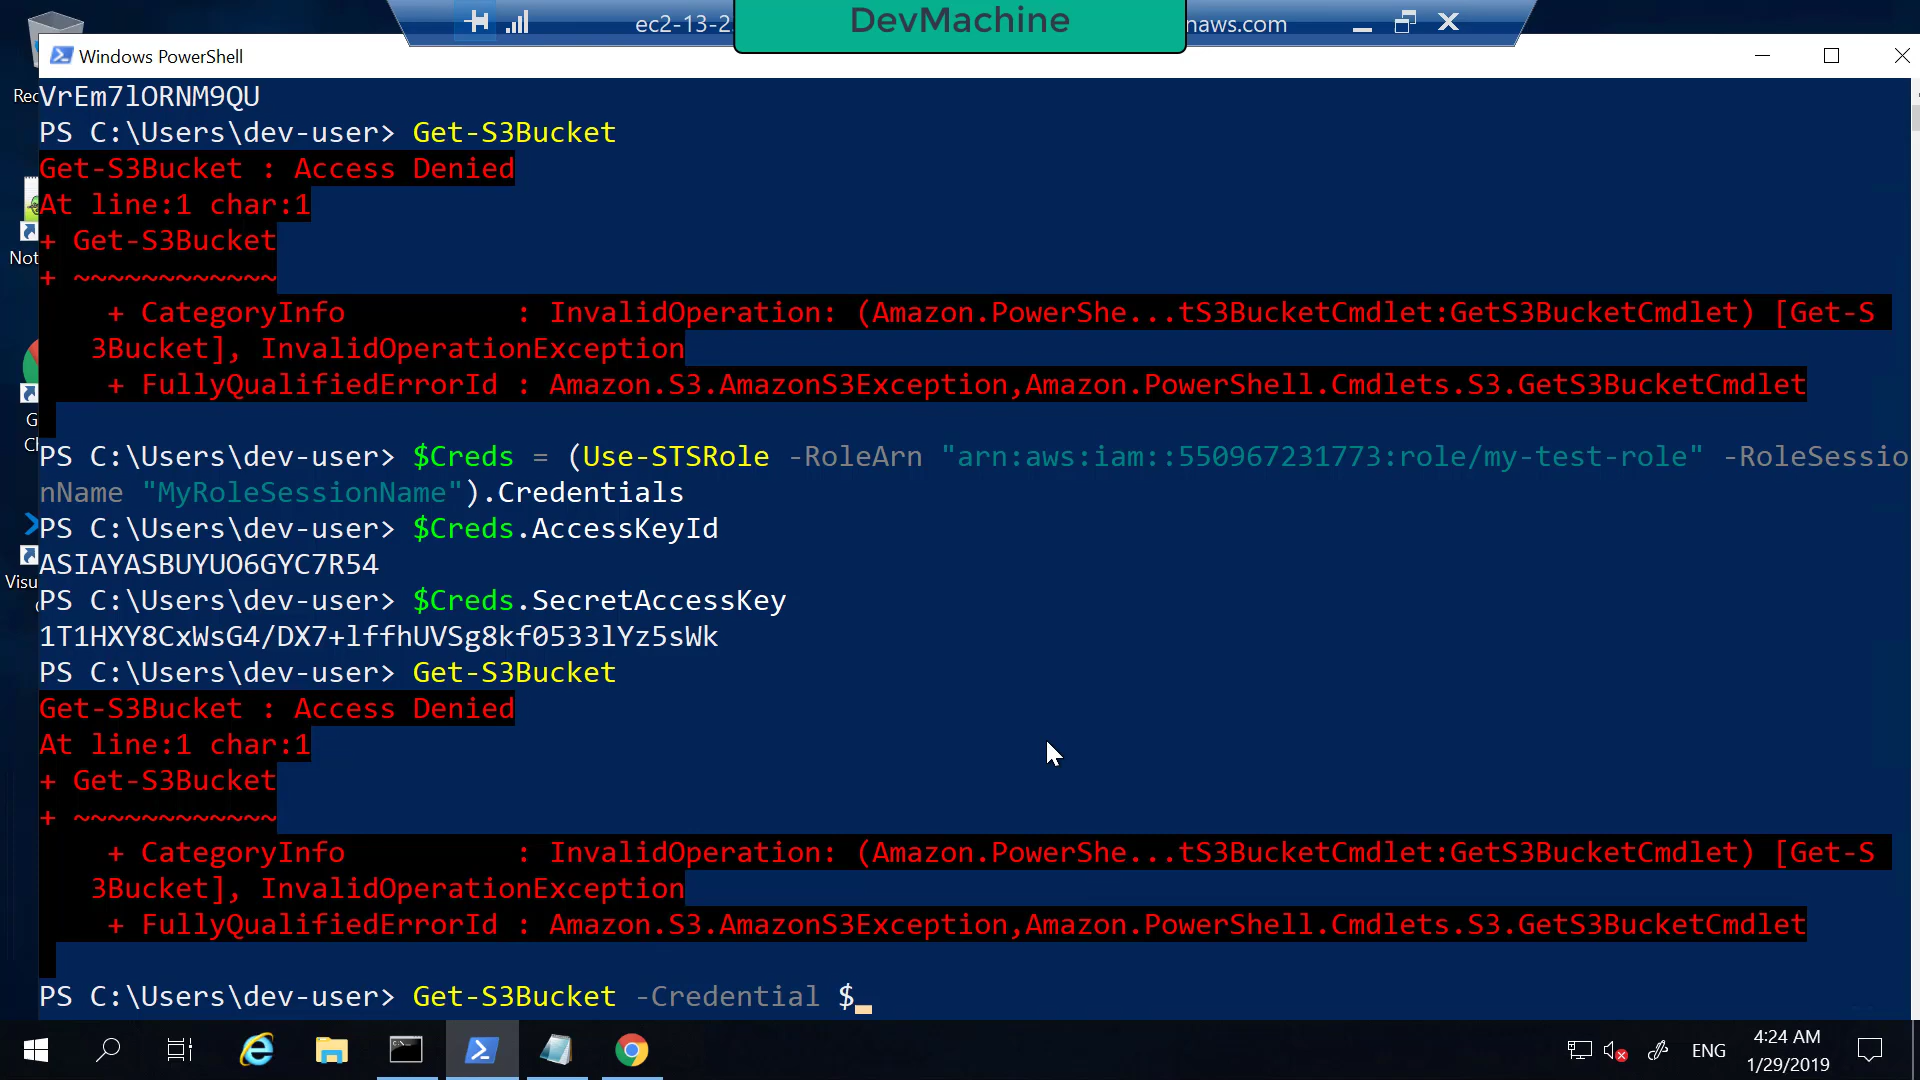 ec2-13-2
DevMachine
naws.com
Windows PowerShell
Rec
VrEm7lORNM9QU
PS C:\Users\dev-user> Get-S3Bucket
Get-S3Bucket : Access Denied
At line:1 char:1
+ Get-S3Bucket
+ ~~~~~~~~~~~~
+ CategoryInfo          : InvalidOperation: (Amazon.PowerShe...tS3BucketCmdlet:GetS3BucketCmdlet) [Get-S
3Bucket], InvalidOperationException
+ FullyQualifiedErrorId : Amazon.S3.AmazonS3Exception,Amazon.PowerShell.Cmdlets.S3.GetS3BucketCmdlet
Not
G
Cl
PS C:\Users\dev-user> $Creds = (Use-STSRole -RoleArn "arn:aws:iam::550967231773:role/my-test-role" -RoleSessio
nName "MyRoleSessionName").Credentials
PS C:\Users\dev-user> $Creds.AccessKeyId
ASIAYASBUYUO6GYC7R54
Visu
PS C:\Users\dev-user> $Creds.SecretAccessKey
1T1HXY8CxWsG4/DX7+lffhUVSg8kf0533lYz5sWk
PS C:\Users\dev-user> Get-S3Bucket
Get-S3Bucket : Access Denied
At line:1 char:1
+ Get-S3Bucket
+ ~~~~~~~~~~~~
+ CategoryInfo          : InvalidOperation: (Amazon.PowerShe...tS3BucketCmdlet:GetS3BucketCmdlet) [Get-S
3Bucket], InvalidOperationException
+ FullyQualifiedErrorId : Amazon.S3.AmazonS3Exception,Amazon.PowerShell.Cmdlets.S3.GetS3BucketCmdlet
PS C:\Users\dev-user> Get-S3Bucket -Credential $_
ENG
4:24 AM
1/29/2019